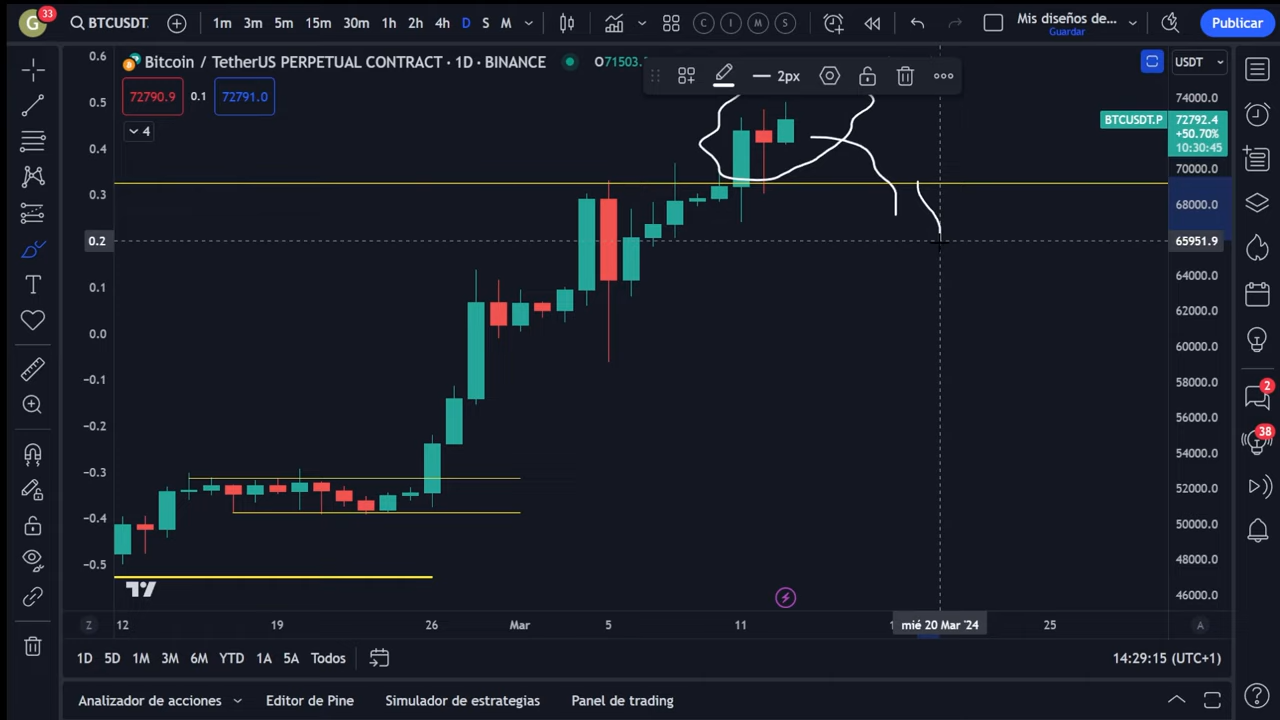 G
33
BTCUSDT
1m 3m 5m 15m 30m 1h 2h 4h D S M
C I M S
Mis diseños de...
Guardar
Publicar
Bitcoin / TetherUS PERPETUAL CONTRACT · 1D · BINANCE
O71503.
2px
USDT
72790.9 0.1 72791.0
4
0.6
0.5
0.4
0.3
0.2
0.1
0.0
-0.1
-0.2
-0.3
-0.4
-0.5
74000.0
BTCUSDT.P
72792.4
+50.70%
10:30:45
70000.0
68000.0
65951.9
64000.0
62000.0
60000.0
58000.0
56000.0
54000.0
52000.0
50000.0
48000.0
46000.0
2
38
Z 12 19 26 Mar 5 11 mié 20 Mar '24 25 A
1D 5D 1M 3M 6M YTD 1A 5A Todos
14:29:15 (UTC+1)
Analizador de acciones Editor de Pine Simulador de estrategias Panel de trading